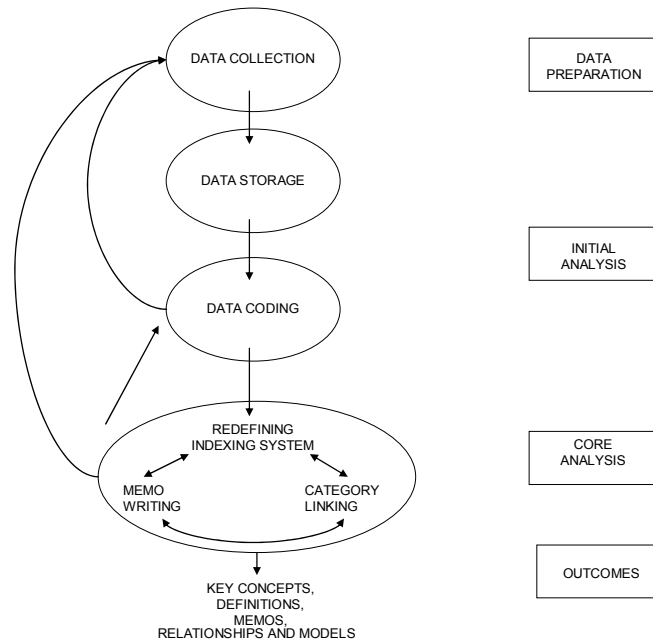 DATA COLLECTION
DATA
PREPARATION
DATA STORAGE
INITIAL
ANALYSIS
DATA CODING
REDEFINING
INDEXING SYSTEM
CORE
ANALYSIS
MEMO
WRITING
CATEGORY
LINKING
OUTCOMES
KEY CONCEPTS,
DEFINITIONS,
MEMOS,
RELATIONSHIPS AND MODELS